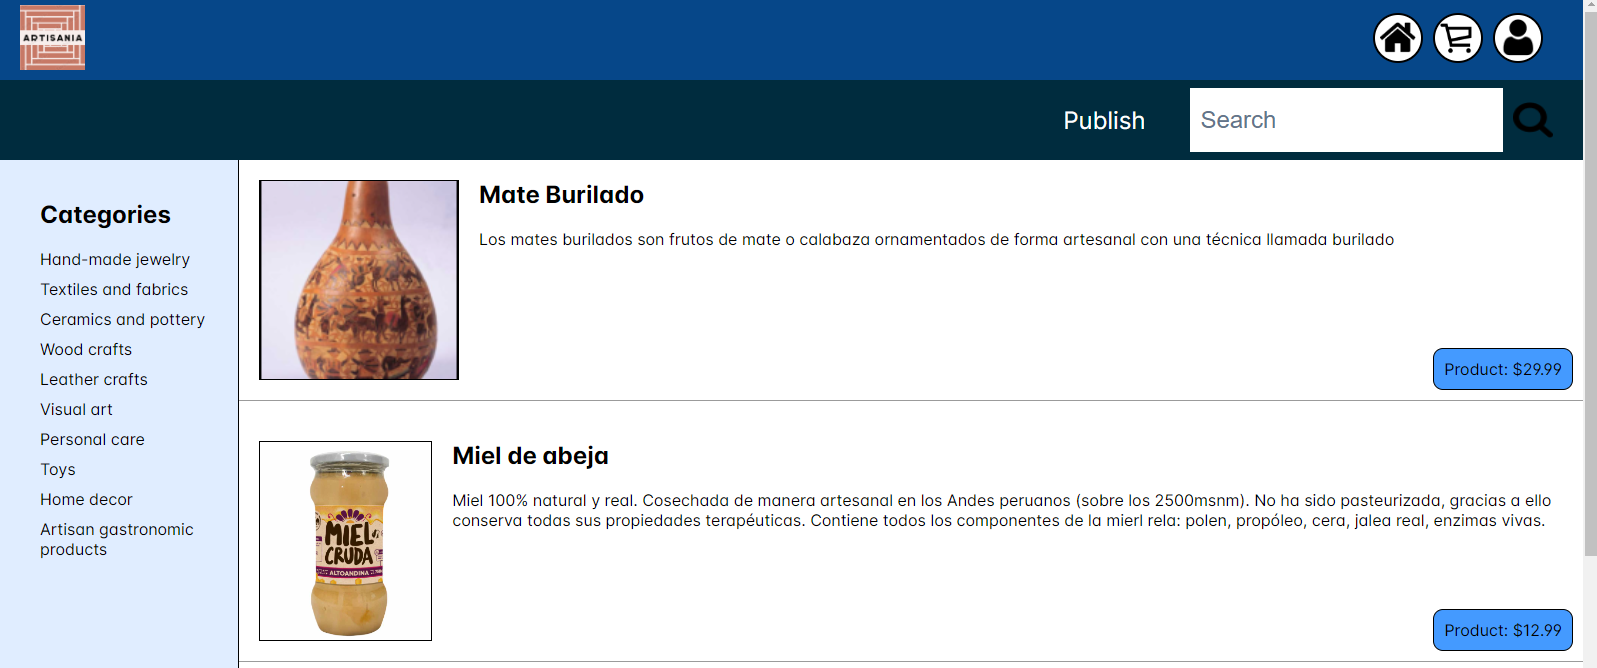 ARTISANIA
Publish
Search
Categories
Hand-made jewelry
Textiles and fabrics
Ceramics and pottery
Wood crafts
Leather crafts
Visual art
Personal care
Toys
Home decor
Artisan gastronomic
products
Mate Burilado
Los mates burilados son frutos de mate o calabaza ornamentados de forma artesanal con una técnica llamada burilado
Product: $29.99
MIEL
CRUDA
ALTOANDINA
Miel de abeja
Miel 100% natural y real. Cosechada de manera artesanal en los Andes peruanos (sobre los 2500msnm). No ha sido pasteurizada, gracias a ello
conserva todas sus propiedades terapéuticas. Contiene todos los componentes de la mierl rela: polen, propóleo, cera, jalea real, enzimas vivas.
Product: $12.99